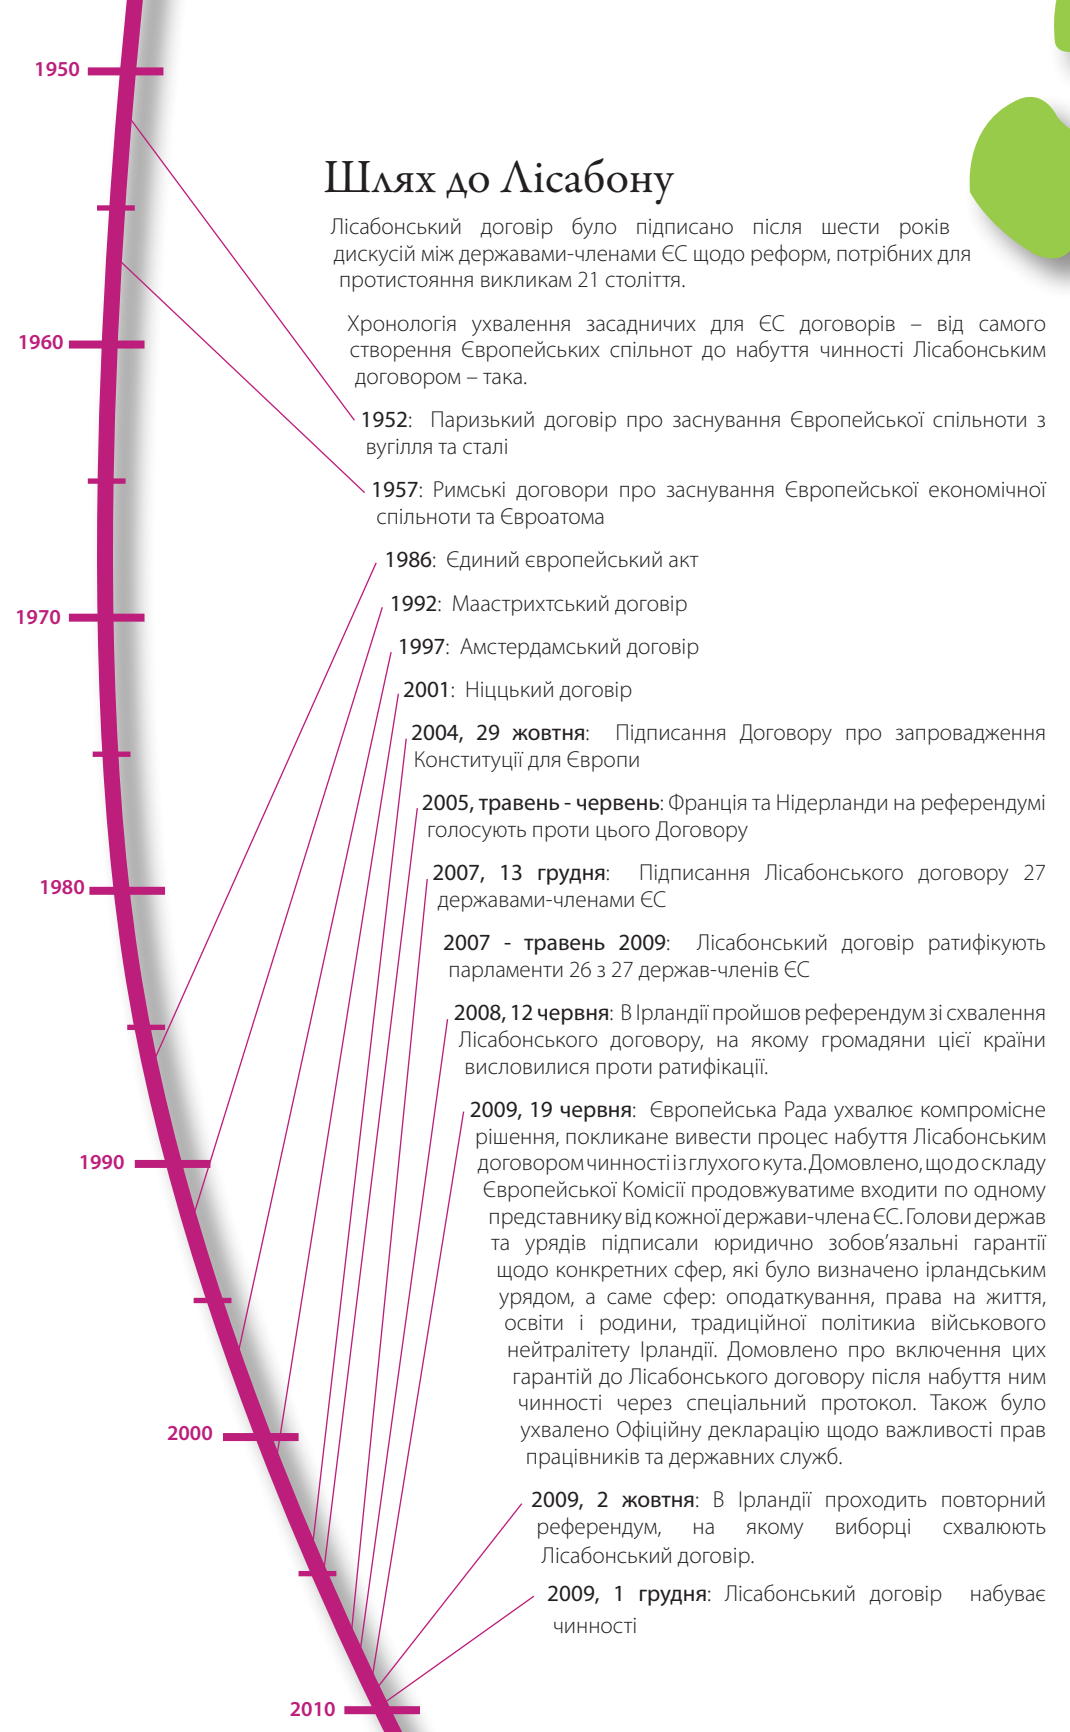 1950
Шлях до Лісабону
Лісабонський договір було підписано після шести років
дискусій між державами-членами ЄС щодо реформ, потрібних для
протистояння викликам 21 століття.
Хронологія ухвалення засадничих для ЄС договорів – від самого
створення Європейських спільнот до набуття чинності Лісабонським
договором – така.
1960
1952: Паризький договір про заснування Європейської спільноти з
вугілля та сталі
1957: Римські договори про заснування Європейської економічної
спільноти та Євроатома
1986: Єдиний європейський акт
1992: Маастрихтський договір
1970
1997: Амстердамський договір
2001: Ніццький договір
2004, 29 жовтня: Підписання Договору про запровадження
Конституції для Європи
2005, травень - червень: Франція та Нідерланди на референдумі
голосують проти цього Договору
2007, 13 грудня: Підписання Лісабонського договору 27
державами-членами ЄС
1980
2007 - травень 2009: Лісабонський договір ратифікують
парламенти 26 з 27 держав-членів ЄС
2008, 12 червня: В Ірландії пройшов референдум зі схвалення
Лісабонського договору, на якому громадяни цієї країни
висловилися проти ратифікації.
2009, 19 червня: Європейська Рада ухвалює компромісне
рішення, покликане вивести процес набуття Лісабонським
договором чинності із глухого кута. Домовлено, що до складу
Європейської Комісії продовжуватиме входити по одному
представнику від кожної держави-члена ЄС. Голови держав
та урядів підписали юридично зобов’язальні гарантії
щодо конкретних сфер, які було визначено ірландським
урядом, а саме сфер: оподаткування, права на життя,
освіти і родини, традиційної політикиа військового
нейтралітету Ірландії. Домовлено про включення цих
гарантій до Лісабонського договору після набуття ним
чинності через спеціальний протокол. Також було
ухвалено Офіційну декларацію щодо важливості прав
працівників та державних служб.
1990
2000
2009, 2 жовтня: В Ірландії проходить повторний
референдум, на якому виборці схвалюють
Лісабонський договір.
2009, 1 грудня: Лісабонський договір набуває
чинності
2010